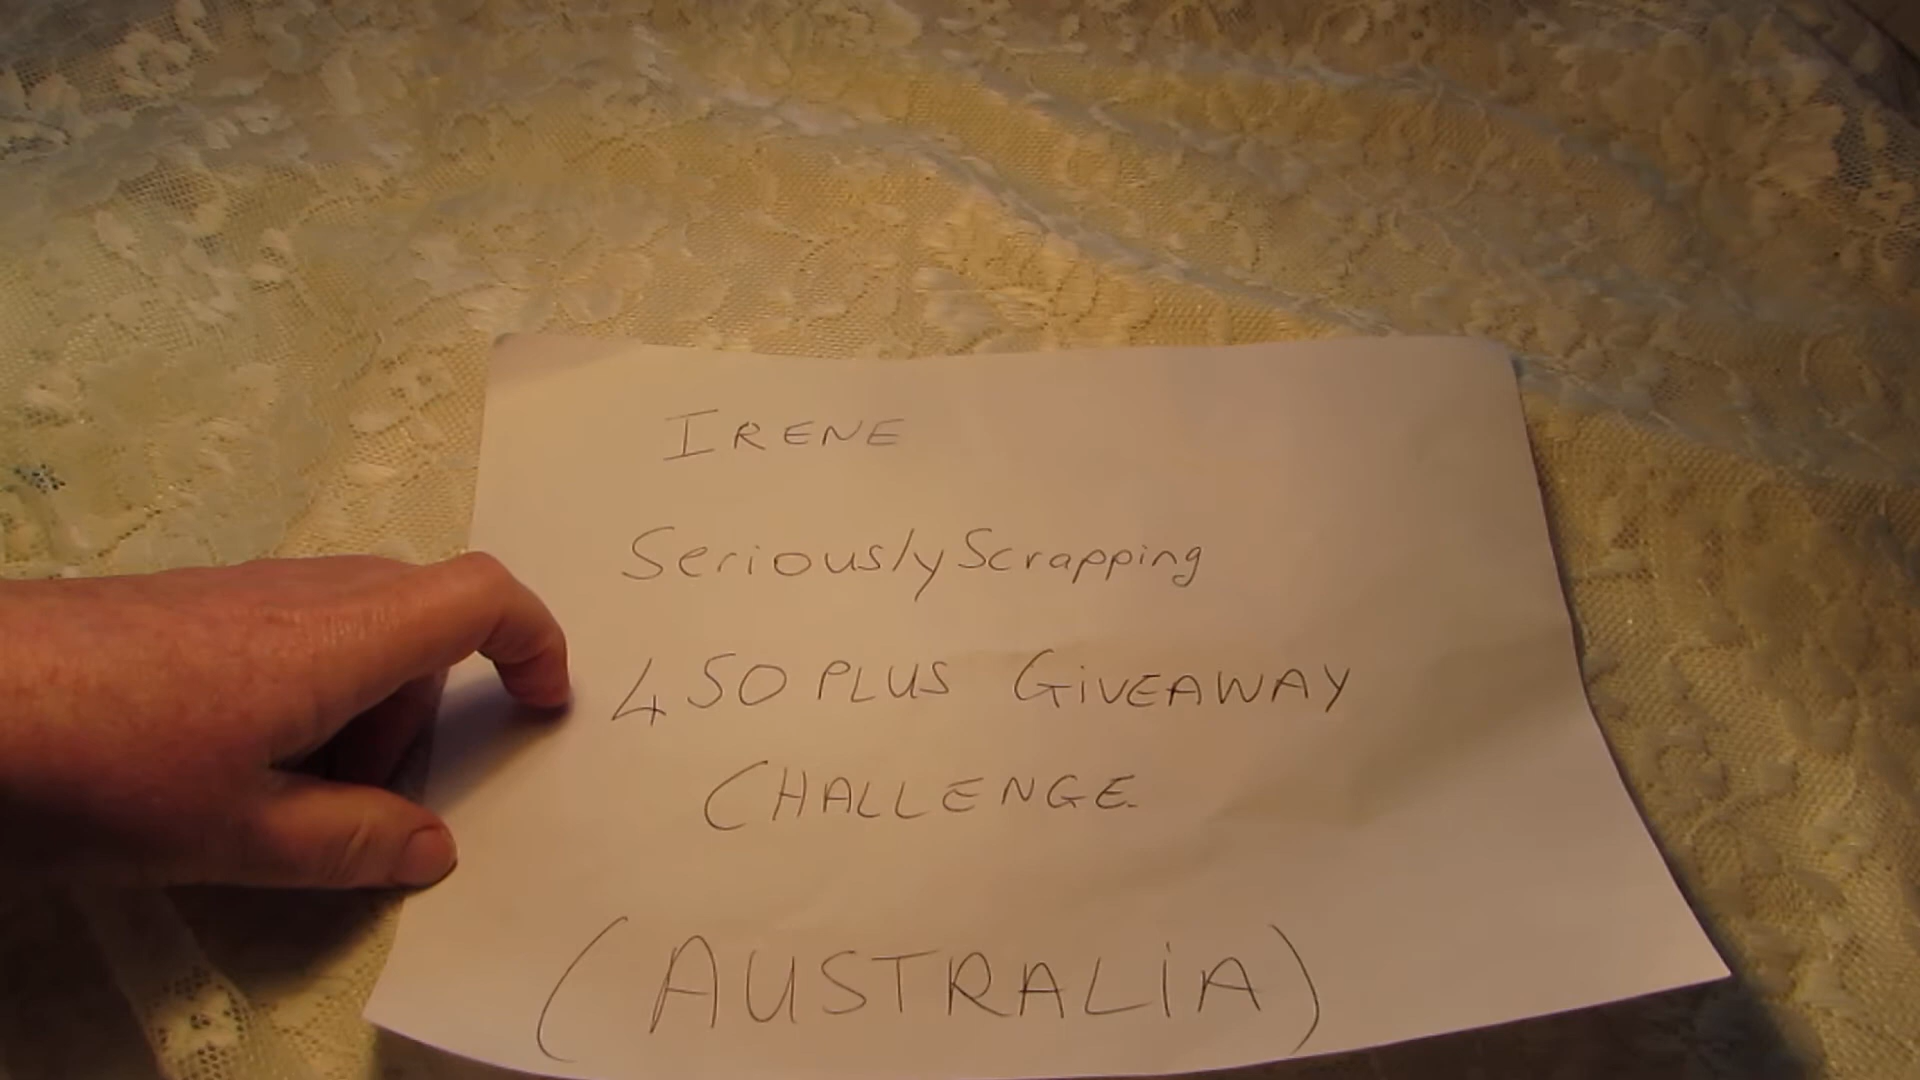 IRENE
SeriouslyScrapping
450 PLUS GiVEAWAY
CHALLENGE
(AUSTRALiA)